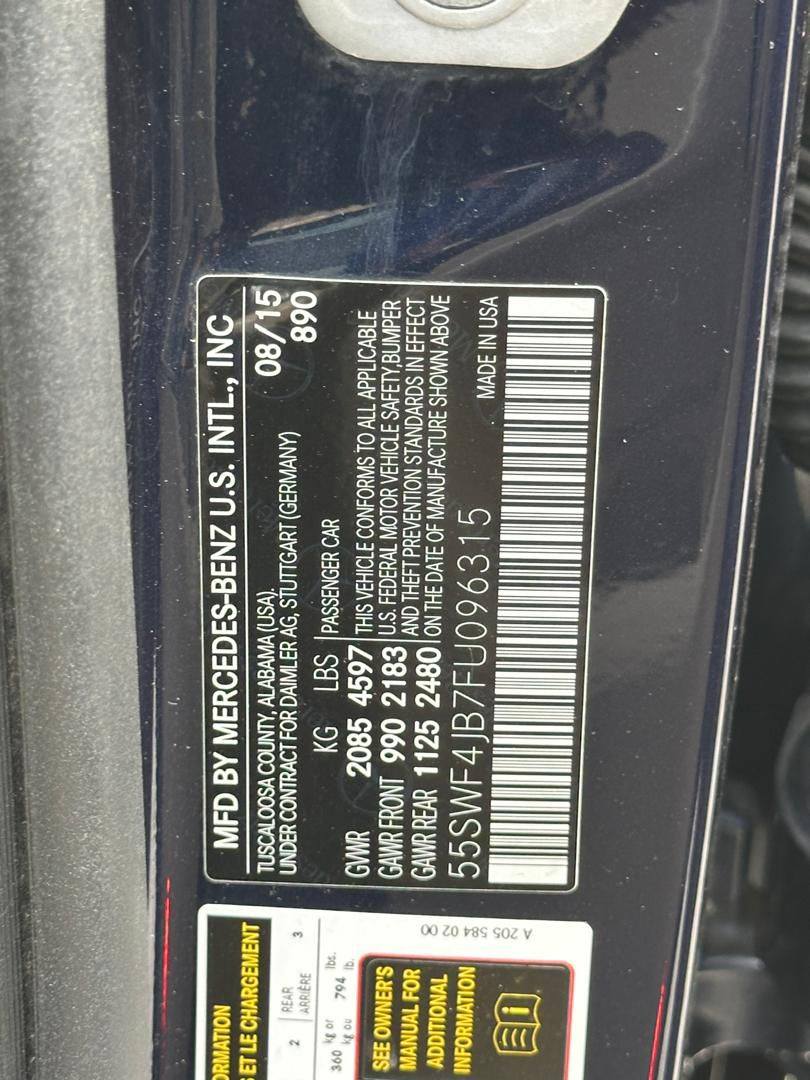 MFD BY MERCEDES-BENZ U.S. INTL., INC
TUSCALOOSA COUNTY, ALABAMA (USA), 08/15
UNDER CONTRACT FOR DAIMLER AG, STUTTGART (GERMANY) 890
KG LBS PASSENGER CAR
GVWR 2085 4597 THIS VEHICLE CONFORMS TO ALL APPLICABLE
GAWR FRONT 990 2183 U.S. FEDERAL MOTOR VEHICLE SAFETY, BUMPER
GAWR REAR 1125 2480 AND THEFT PREVENTION STANDARDS IN EFFECT
ON THE DATE OF MANUFACTURE SHOWN ABOVE
55SWF4JB7FU096315 MADE IN USA
ET LE CHARGEMENT
2 REAR 3
ARRIÈRE
360 kg or 794 lbs.
kg ou lb.
SEE OWNER'S
MANUAL FOR
ADDITIONAL
INFORMATION
A 205 584 02 00